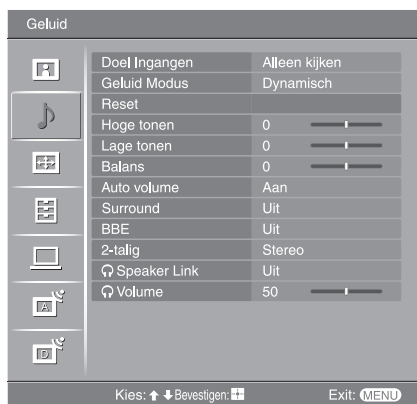 Geluid
Doel Ingangen Alleen kijken
Geluid Modus Dynamisch
Reset
Hoge tonen 0
Lage tonen 0
Balans 0
Auto volume Aan
Surround Uit
BBE Uit
2-talig Stereo
Speaker Link Uit
Volume 50
A
D
Kies: Bevestigen: Exit: MENU